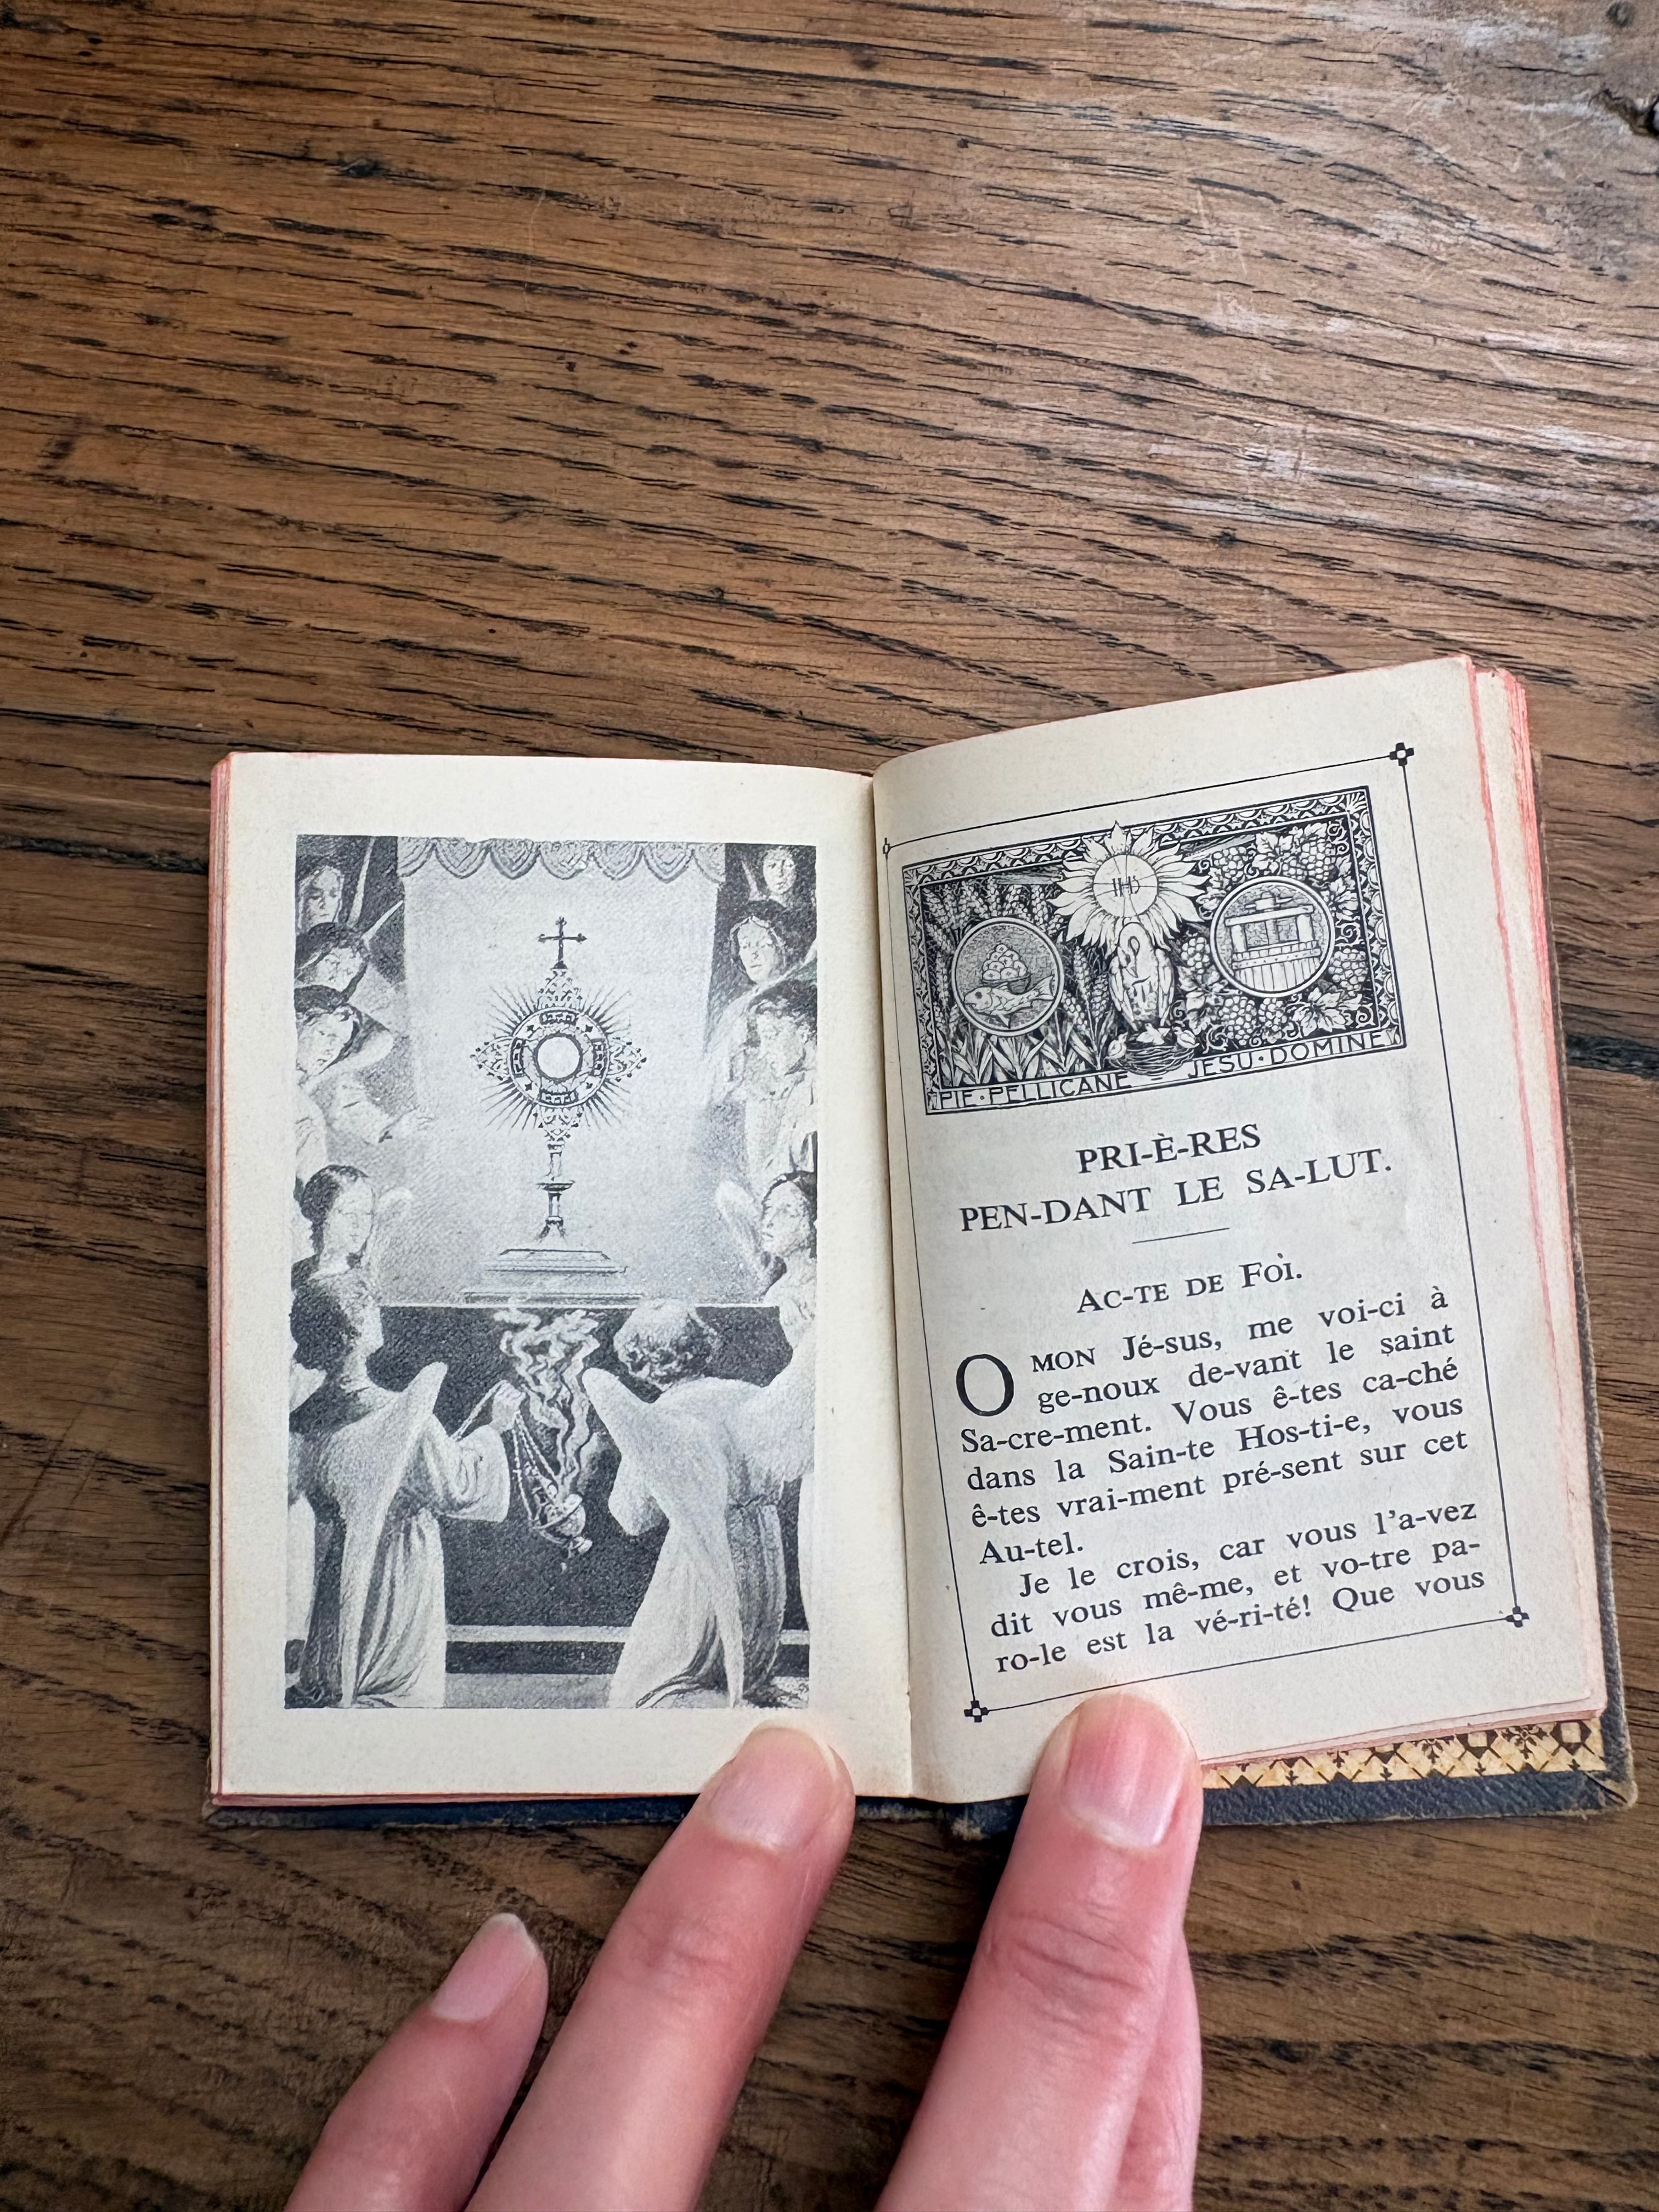 IHS
PIE·PELLICANE – JESU·DOMINE
PRI-È-RES
PEN-DANT LE SA-LUT.
AC-TE DE FOI.
O MON Jé-sus, me voi-ci à
ge-noux de-vant le saint
Sa-cre-ment. Vous ê-tes ca-ché
dans la Sain-te Hos-ti-e, vous
ê-tes vrai-ment pré-sent sur cet
Au-tel.
Je le crois, car vous l'a-vez
dit vous mê-me, et vo-tre pa-
ro-le est la vé-ri-té! Que vous